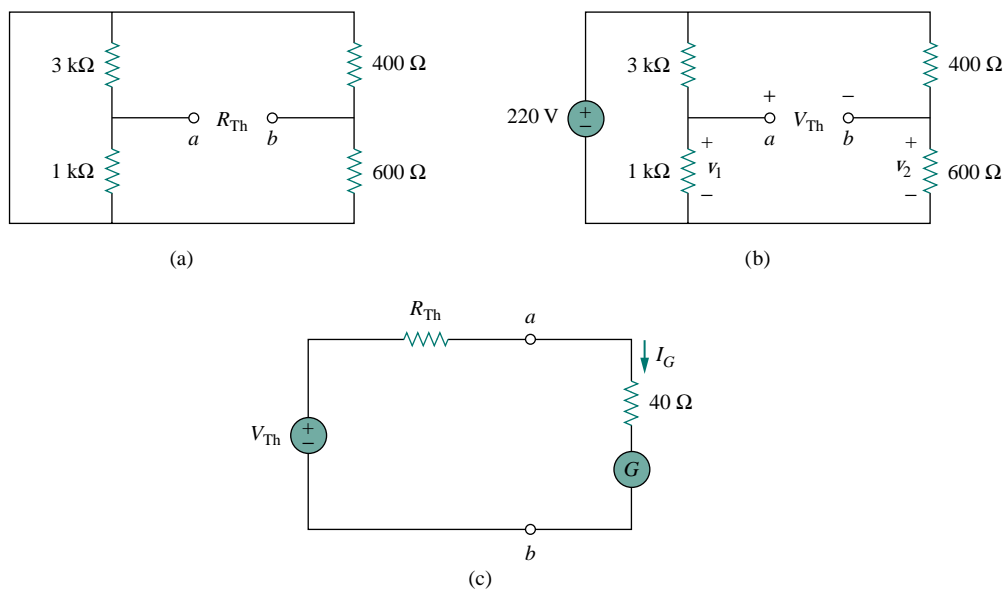 3 kΩ
400 Ω
R_Th
a
b
1 kΩ
600 Ω
(a)
3 kΩ
400 Ω
220 V
+
−
+
−
V_Th
a
b
1 kΩ
+
v_1
−
+
v_2
−
600 Ω
(b)
R_Th
a
I_G
40 Ω
V_Th
+
−
G
b
(c)